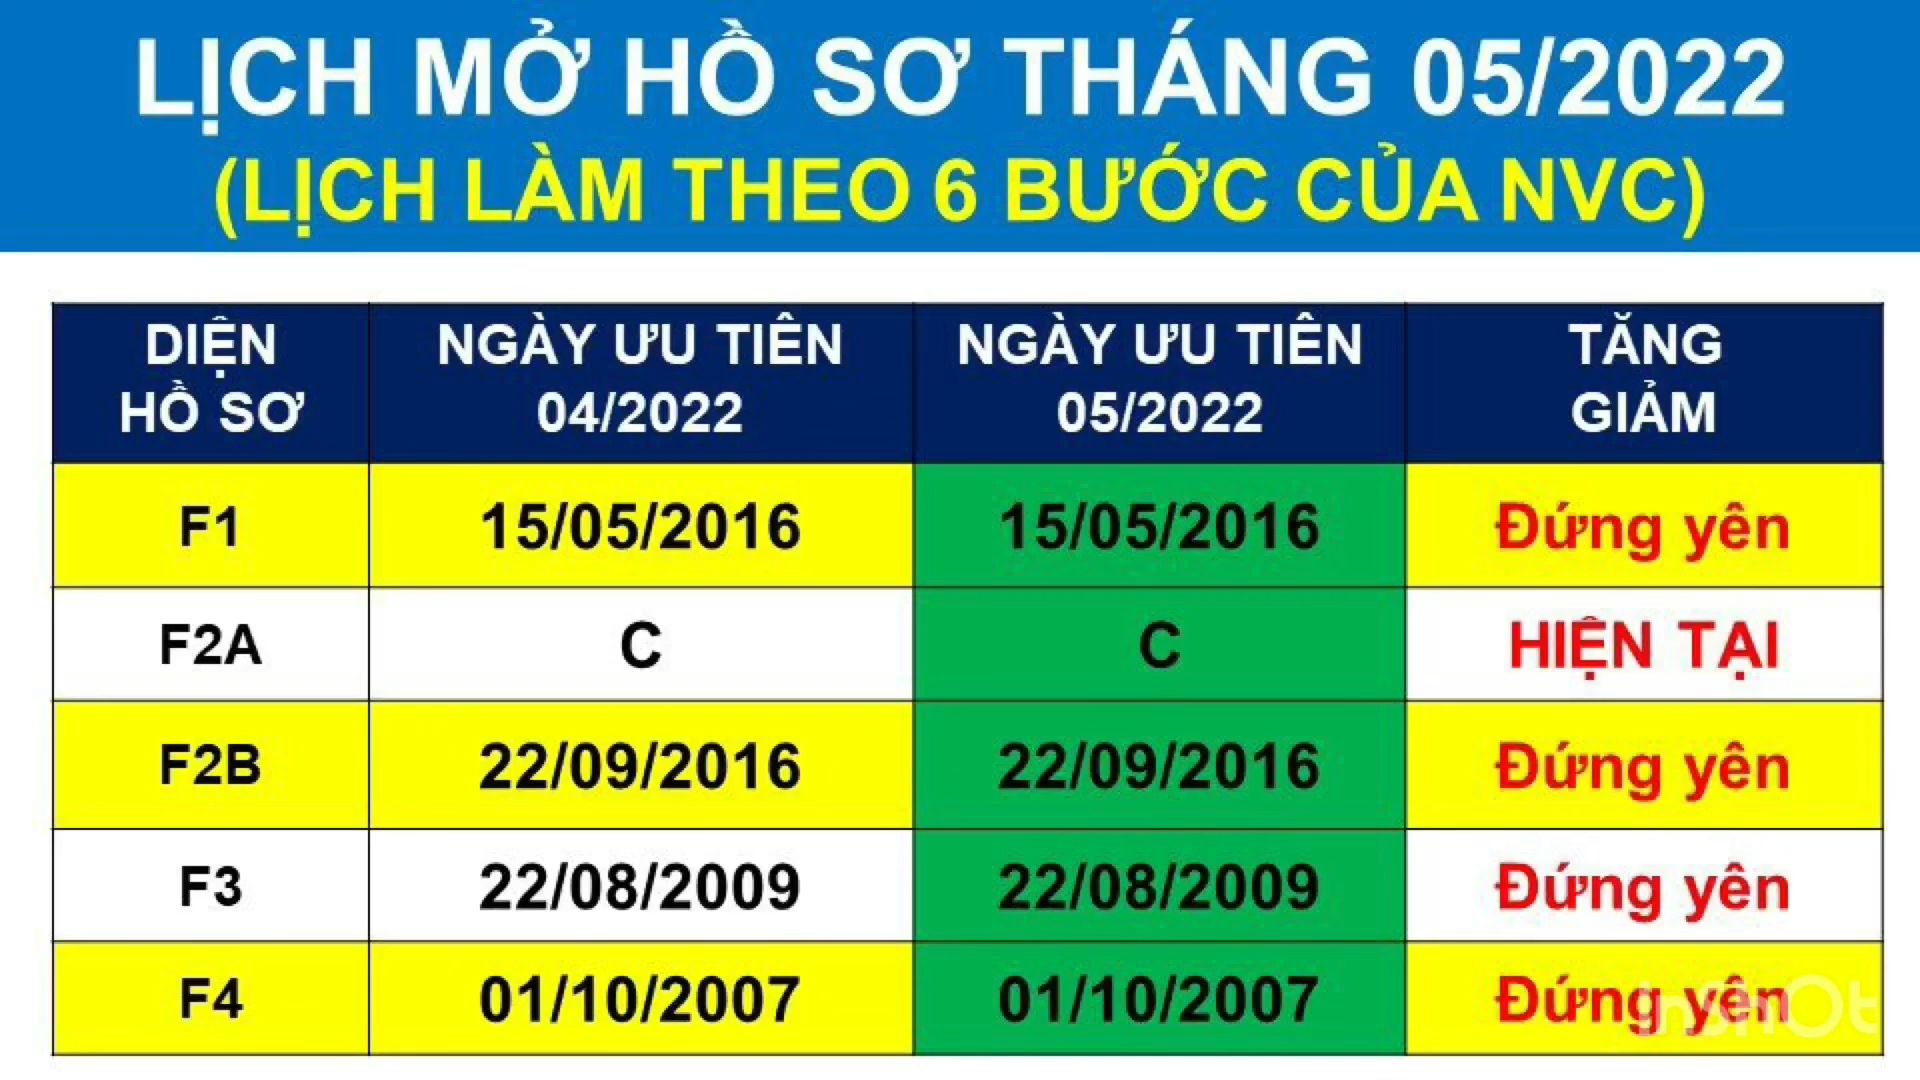 LỊCH MỞ HỒ SƠ THÁNG 05/2022
(LỊCH LÀM THEO 6 BƯỚC CỦA NVC)
DIỆN HỒ SƠ NGÀY ƯU TIÊN 04/2022 NGÀY ƯU TIÊN 05/2022 TĂNG GIẢM
F1 15/05/2016 15/05/2016 Đứng yên
F2A C C HIỆN TẠI
F2B 22/09/2016 22/09/2016 Đứng yên
F3 22/08/2009 22/08/2009 Đứng yên
F4 01/10/2007 01/10/2007 Đứng yên
InShOt